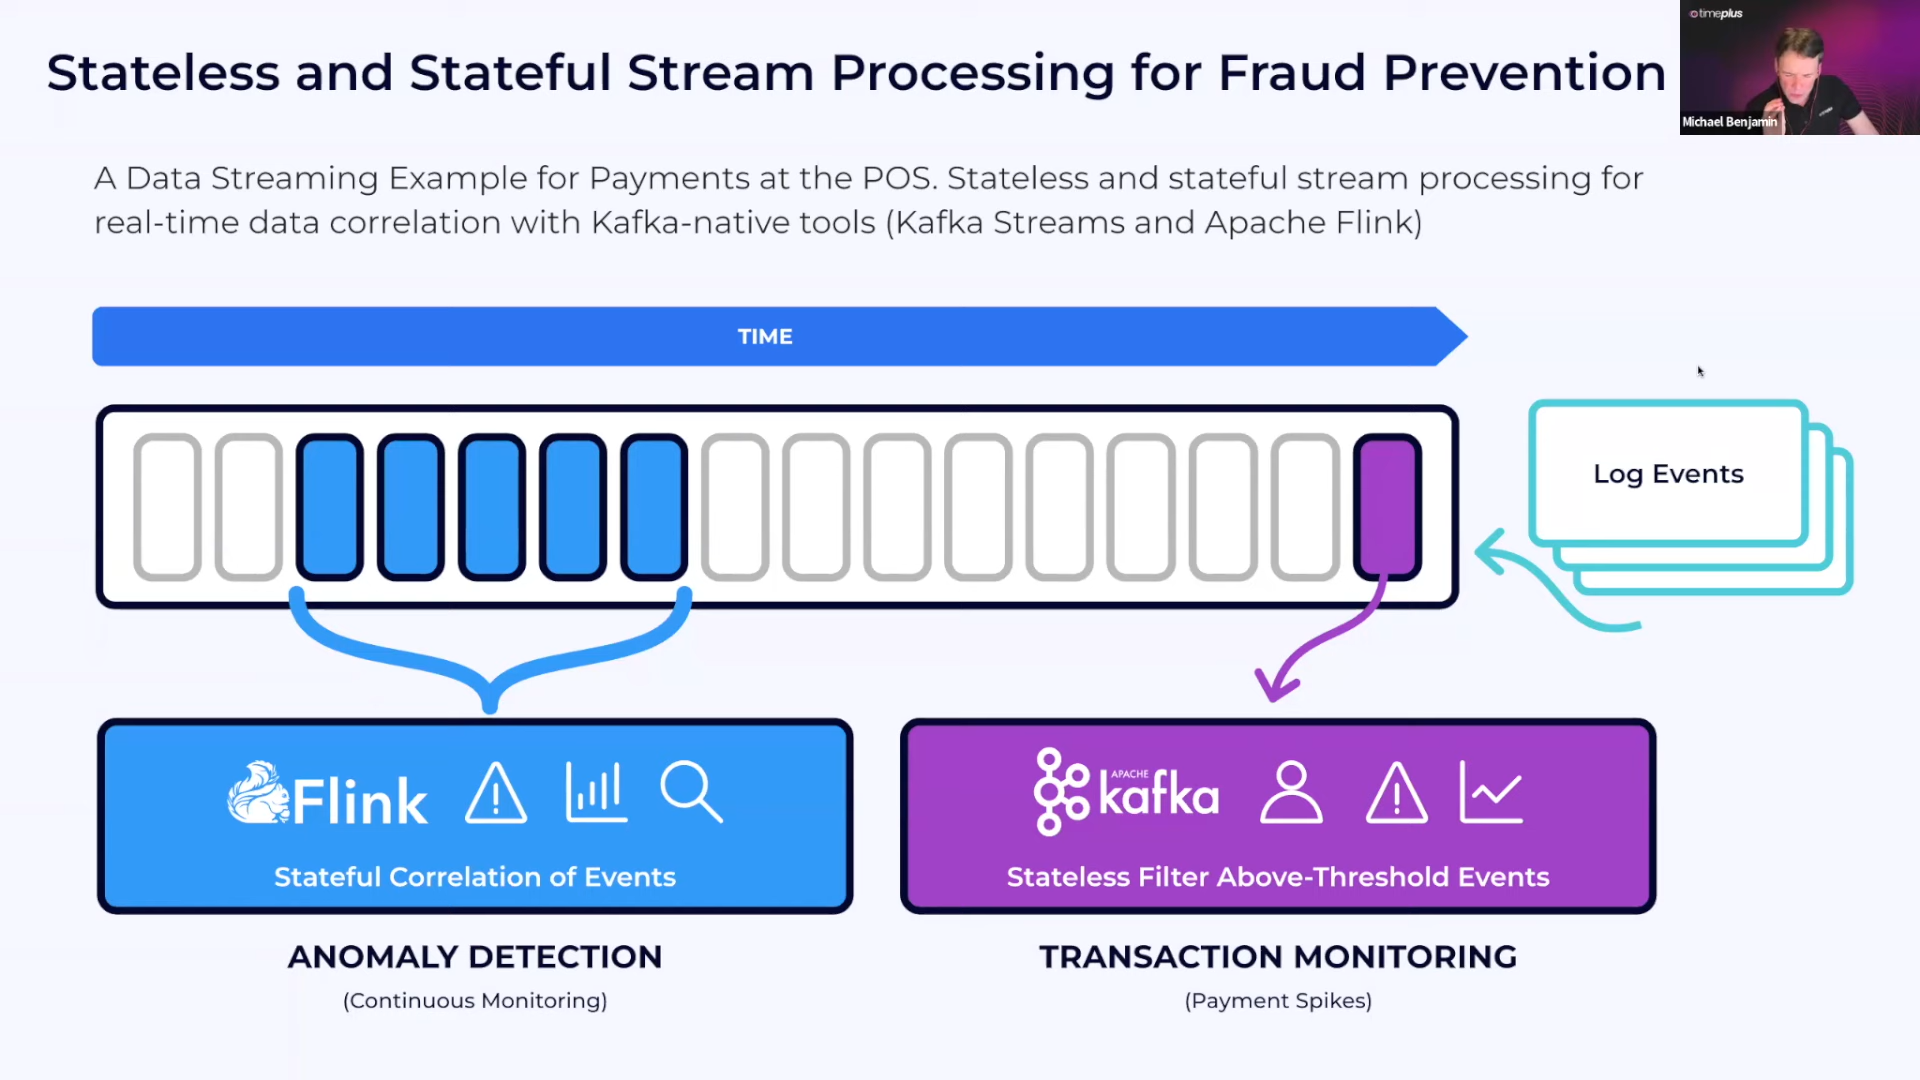 timeplus
Stateless and Stateful Stream Processing for Fraud Prevention
Michael Benjamin
A Data Streaming Example for Payments at the POS. Stateless and stateful stream processing for
real-time data correlation with Kafka-native tools (Kafka Streams and Apache Flink)
TIME
Log Events
Flink
Stateful Correlation of Events
APACHE
kafka
Stateless Filter Above-Threshold Events
ANOMALY DETECTION
(Continuous Monitoring)
TRANSACTION MONITORING
(Payment Spikes)